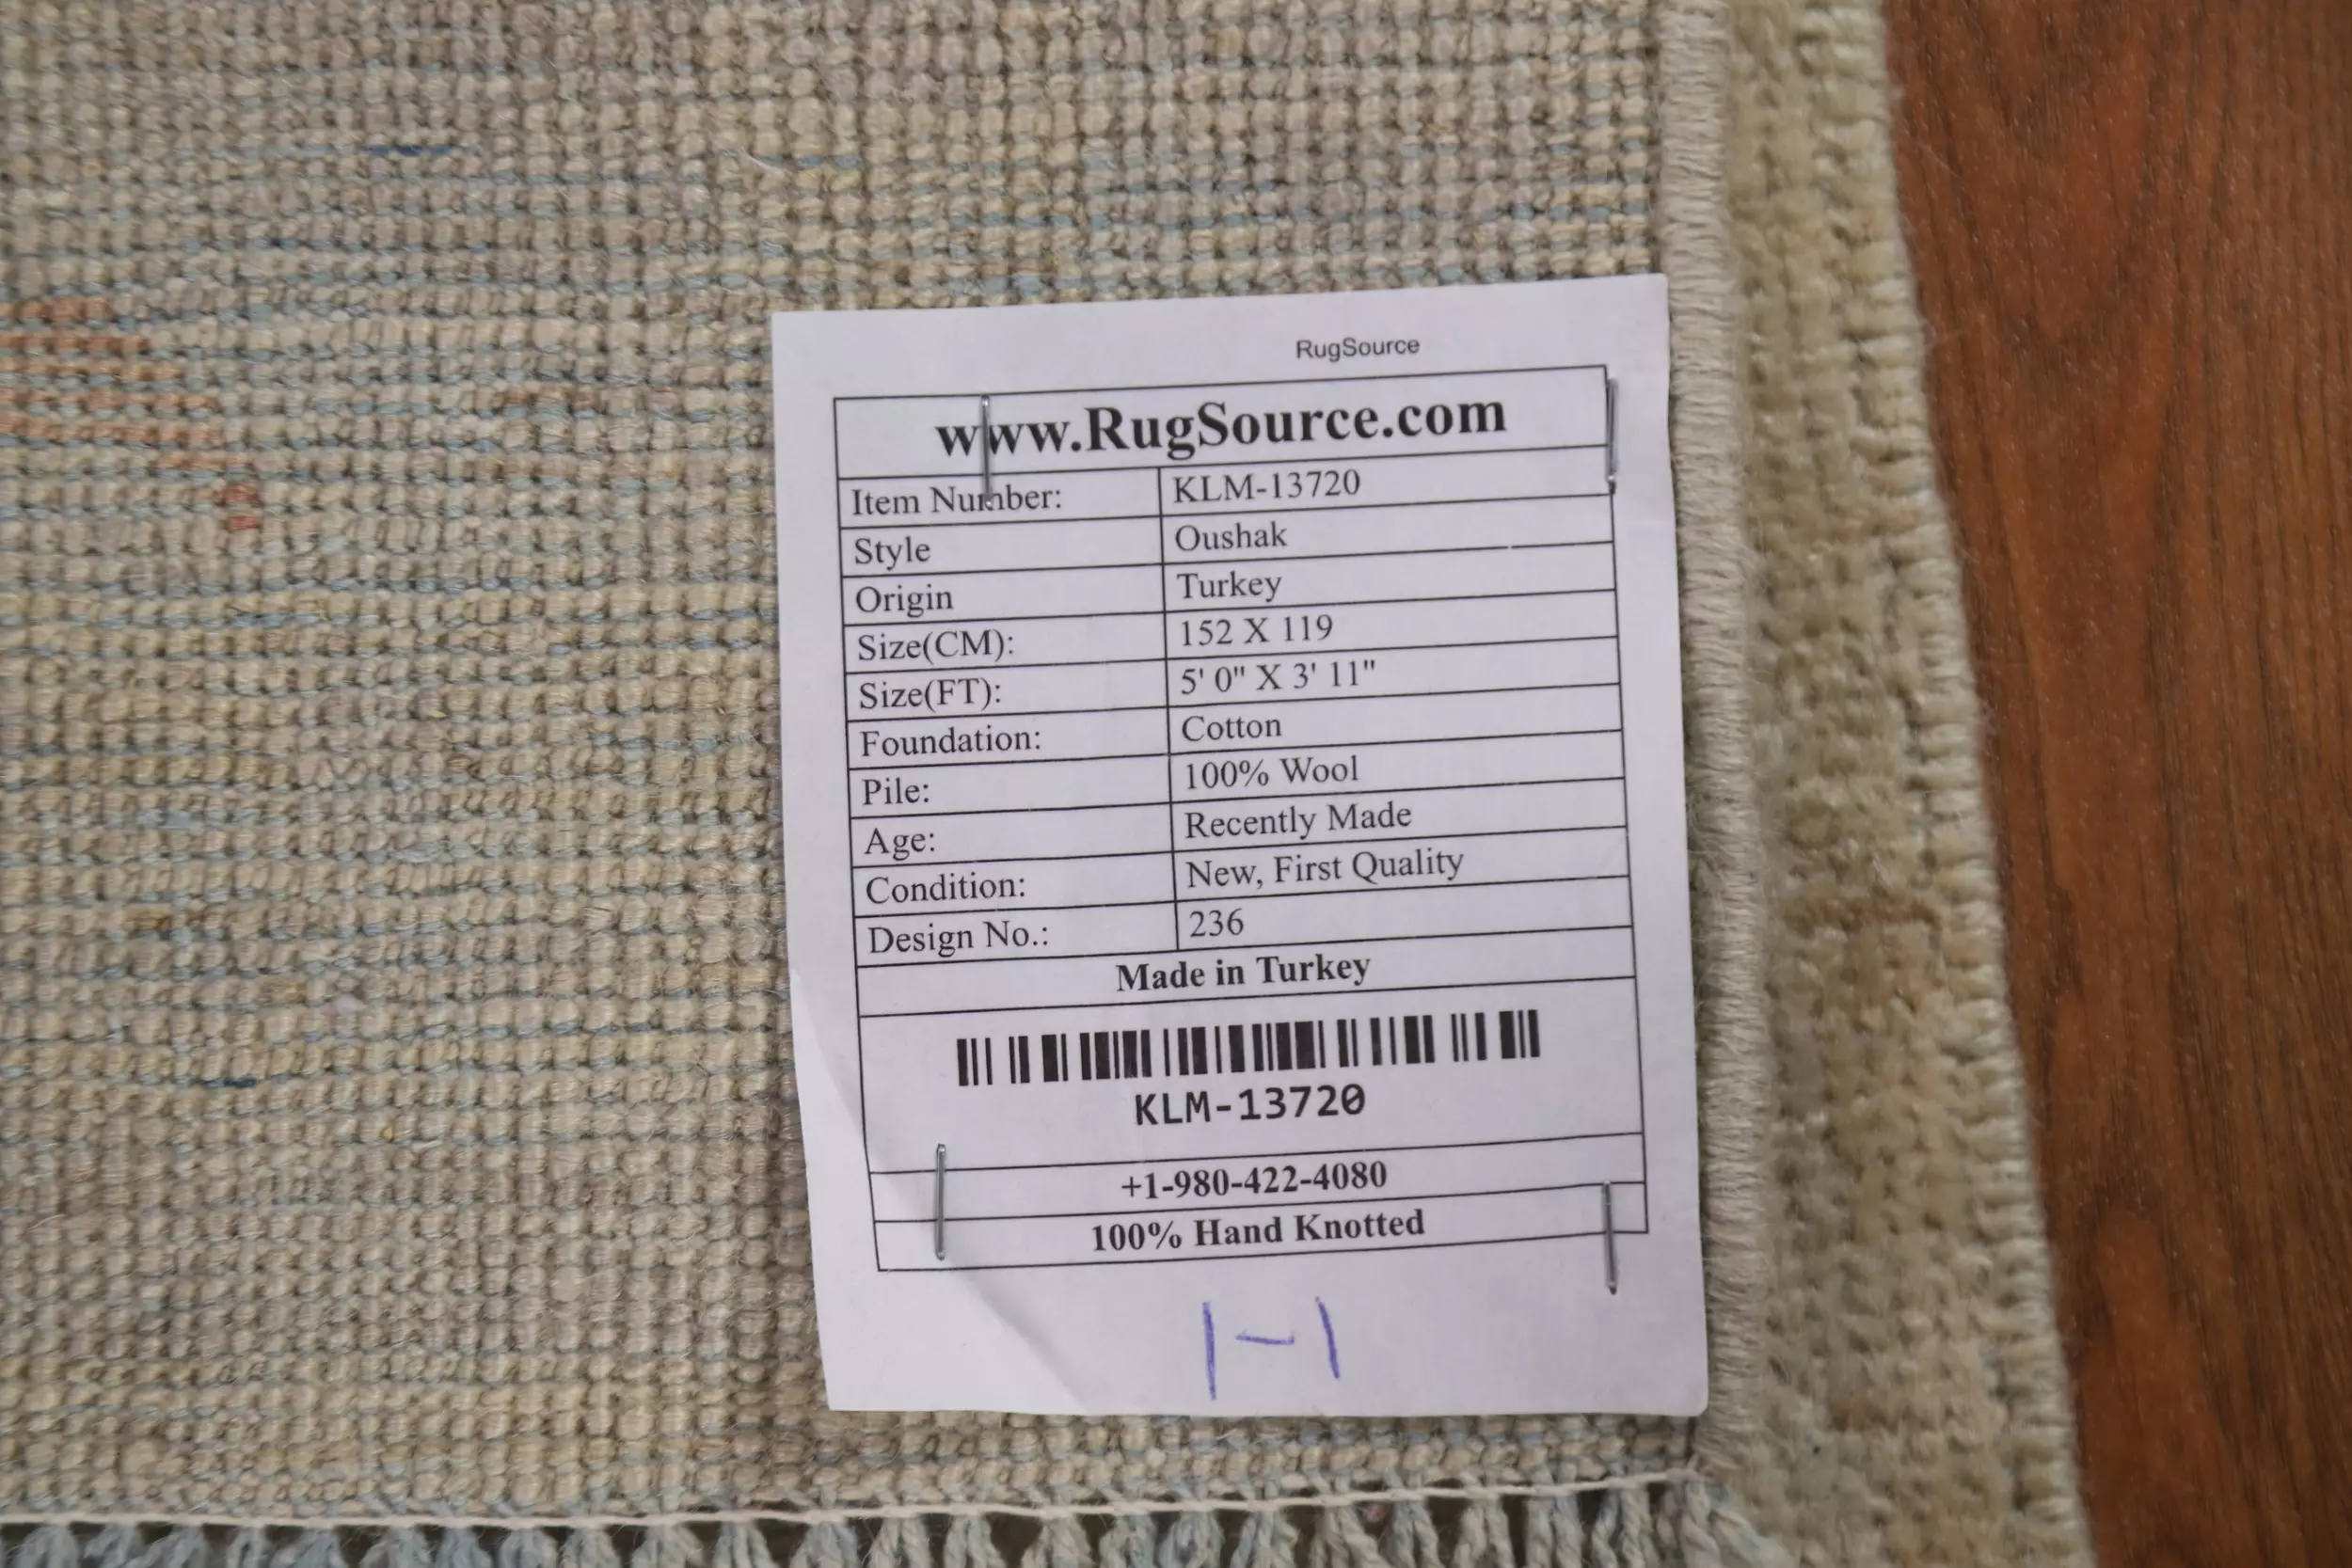 RugSource
www.RugSource.com
Item Number: KLM-13720
Style Oushak
Origin Turkey
Size(CM): 152 X 119
Size(FT): 5' 0" X 3' 11"
Foundation: Cotton
Pile: 100% Wool
Age: Recently Made
Condition: New, First Quality
Design No.: 236
Made in Turkey
KLM-13720
+1-980-422-4080
100% Hand Knotted
1-1